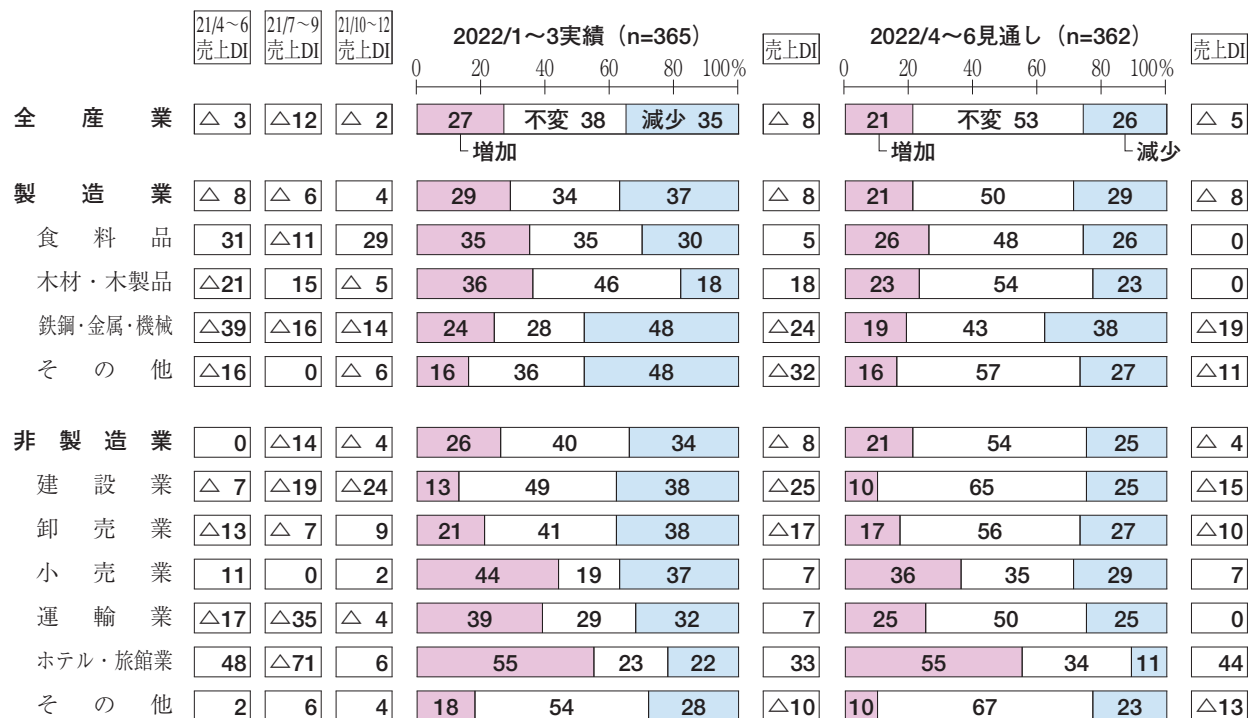 21/4～6 21/7～9 21/10～12
売上DI 売上DI 売上DI 2022/1～3実績（n=365） 売上DI 2022/4～6見通し（n=362） 売上DI
0 20 40 60 80 100% 0 20 40 60 80 100%
全産業 △3 △12 △2 27 不変 38 減少 35 △8 21 不変 53 26 △5
増加 増加 減少
製造業 △8 △6 4 29 34 37 △8 21 50 29 △8
食料品 31 △11 29 35 35 30 5 26 48 26 0
木材・木製品 △21 15 △5 36 46 18 18 23 54 23 0
鉄鋼・金属・機械 △39 △16 △14 24 28 48 △24 19 43 38 △19
その他 △16 0 △6 16 36 48 △32 16 57 27 △11
非製造業 0 △14 △4 26 40 34 △8 21 54 25 △4
建設業 △7 △19 △24 13 49 38 △25 10 65 25 △15
卸売業 △13 △7 9 21 41 38 △17 17 56 27 △10
小売業 11 0 2 44 19 37 7 36 35 29 7
運輸業 △17 △35 △4 39 29 32 7 25 50 25 0
ホテル・旅館業 48 △71 6 55 23 22 33 55 34 11 44
その他 2 6 4 18 54 28 △10 10 67 23 △13